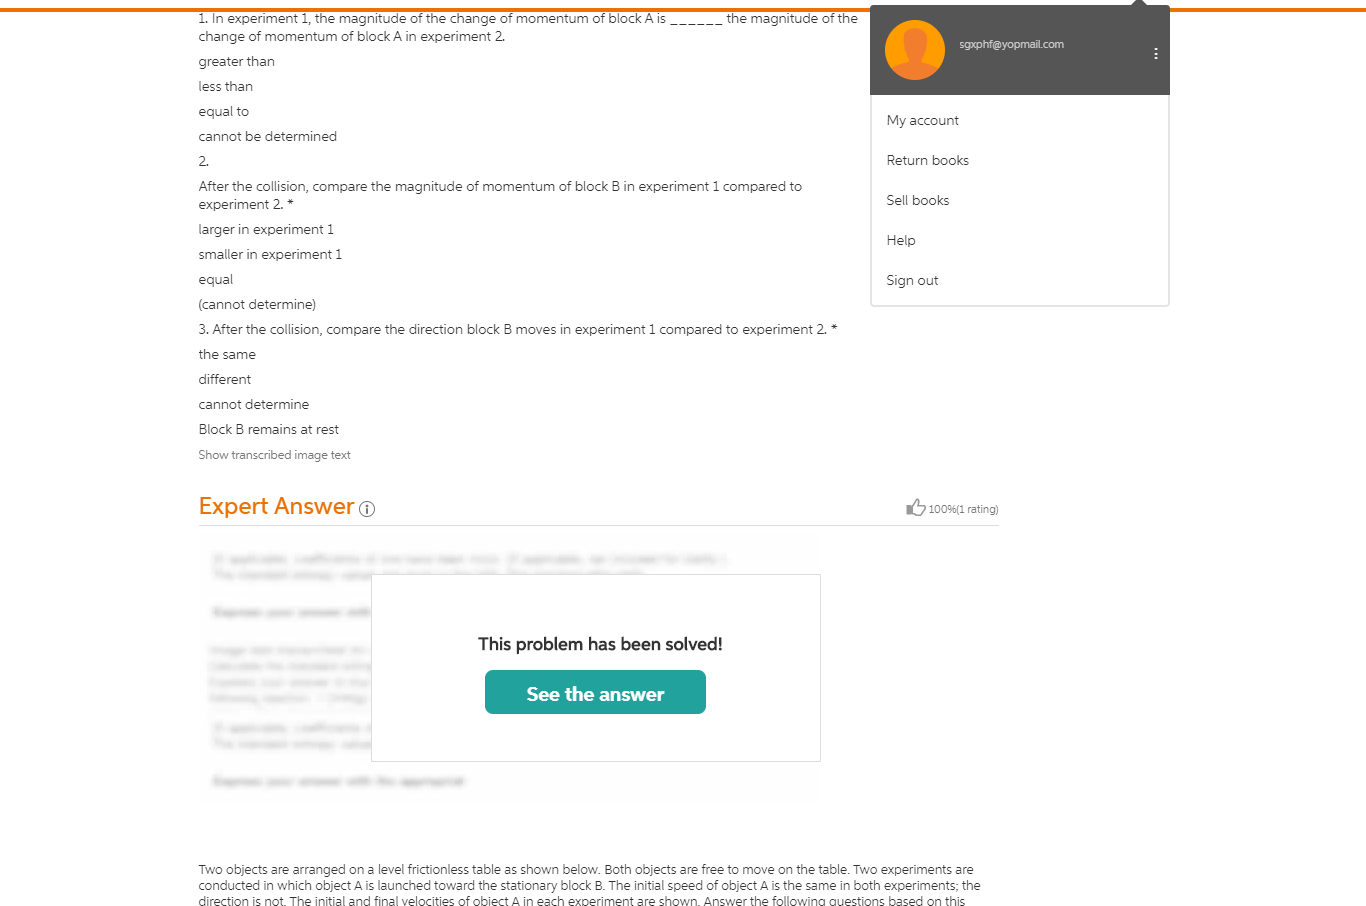 1. In experiment 1, the magnitude of the change of momentum of block A is ______ the magnitude of the
change of momentum of block A in experiment 2.
greater than
less than
equal to
cannot be determined
2.
After the collision, compare the magnitude of momentum of block B in experiment 1 compared to
experiment 2. *
larger in experiment 1
smaller in experiment 1
equal
(cannot determine)
3. After the collision, compare the direction block B moves in experiment 1 compared to experiment 2. *
the same
different
cannot determine
Block B remains at rest
Show transcribed image text
sgxphf@yopmail.com
My account
Return books
Sell books
Help
Sign out
Expert Answer
100%(1 rating)
This problem has been solved!
See the answer
Two objects are arranged on a level frictionless table as shown below. Both objects are free to move on the table. Two experiments are
conducted in which object A is launched toward the stationary block B. The initial speed of object A is the same in both experiments; the
direction is not. The initial and final velocities of object A in each experiment are shown. Answer the following questions based on this